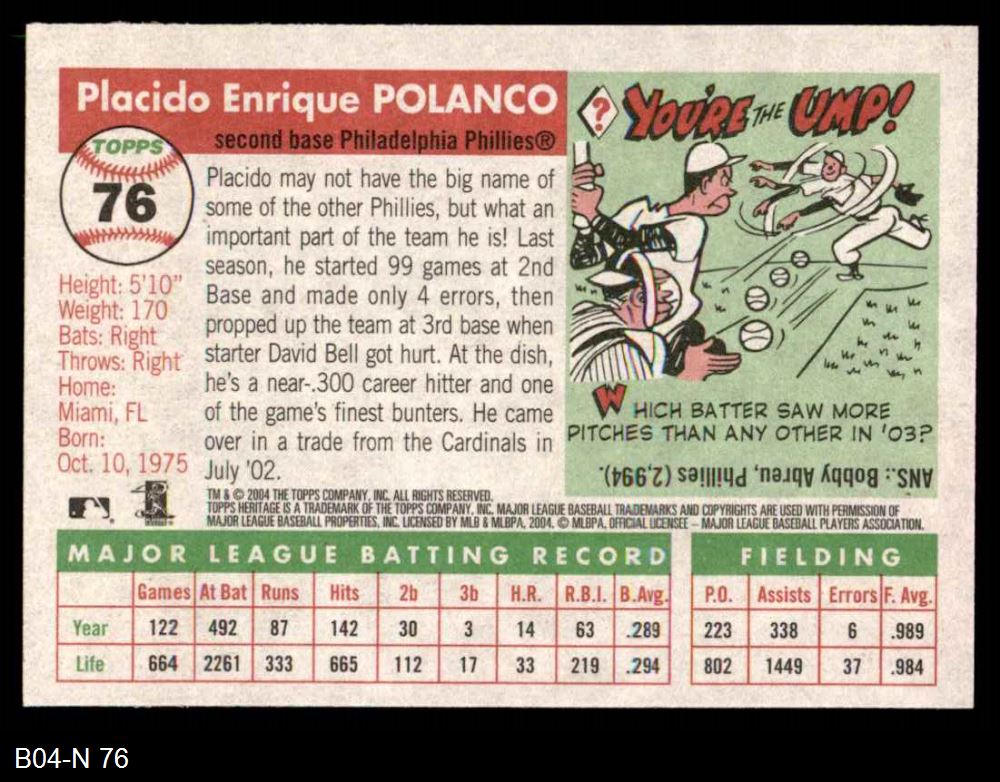 Placido Enrique POLANCO
second base Philadelphia Phillies®
TOPPS
76
Height: 5'10"
Weight: 170
Bats: Right
Throws: Right
Home:
Miami, FL
Born:
Oct. 10, 1975
Placido may not have the big name of
some of the other Phillies, but what an
important part of the team he is! Last
season, he started 99 games at 2nd
Base and made only 4 errors, then
propped up the team at 3rd base when
starter David Bell got hurt. At the dish,
he's a near-.300 career hitter and one
of the game's finest bunters. He came
over in a trade from the Cardinals in
July '02.
? YOU'RE THE UMP!
WHICH BATTER SAW MORE
PITCHES THAN ANY OTHER IN '03?
ANS.: Bobby Abreu, Phillies (2,994).
TM & © 2004 THE TOPPS COMPANY, INC. ALL RIGHTS RESERVED.
TOPPS HERITAGE IS A TRADEMARK OF THE TOPPS COMPANY, INC. MAJOR LEAGUE BASEBALL TRADEMARKS AND COPYRIGHTS ARE USED WITH PERMISSION OF
MAJOR LEAGUE BASEBALL PROPERTIES, INC. LICENSED BY MLB & MLBPA, 2004. © MLBPA, OFFICIAL LICENSEE – MAJOR LEAGUE BASEBALL PLAYERS ASSOCIATION.
MAJOR LEAGUE BATTING RECORD
Games At Bat Runs Hits 2b 3b H.R. R.B.I. B.Avg.
Year 122 492 87 142 30 3 14 63 .289
Life 664 2261 333 665 112 17 33 219 .294
FIELDING
P.O. Assists Errors F. Avg.
223 338 6 .989
802 1449 37 .984
B04-N 76